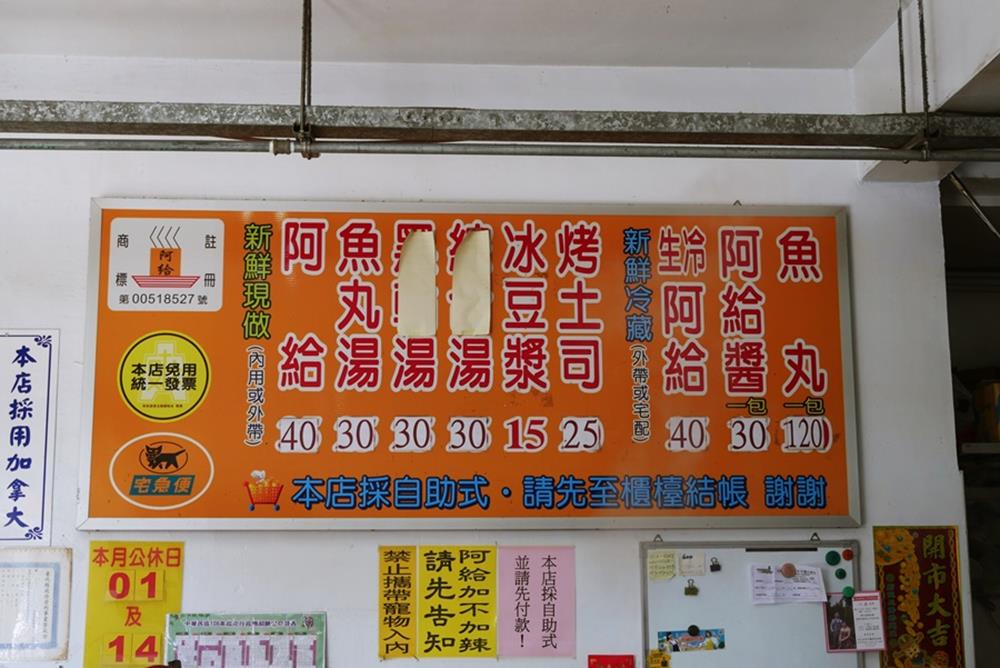 註冊
商標
阿給
第00518527號
本店免用
統一發票
宅急便
新鮮現做
(內用或外帶)
阿給 40
魚丸湯 30
湯 30
湯 30
冰豆漿 15
烤土司 25
新鮮冷藏
(外帶或宅配)
生冷阿給 40
阿給醬 一包 30
魚丸 一包 120
本店採自助式·請先至櫃檯結帳 謝謝
本店採用加拿大
本月公休日
01
及
14
禁止攜帶寵物入內
阿給加不加辣
請先告知
本店採自助式
並請先付款!
開市大吉